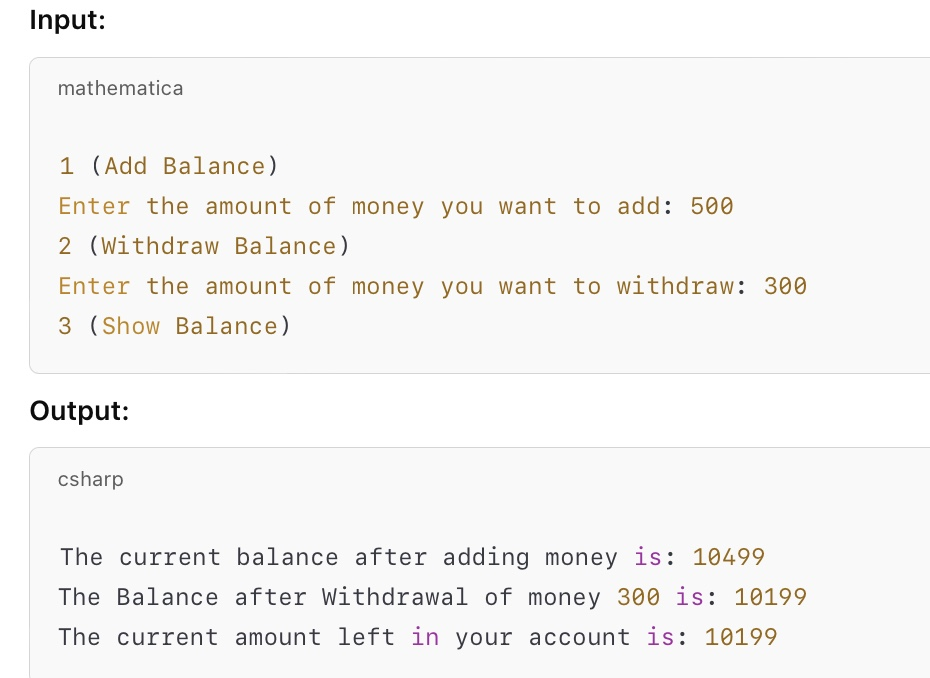 Input:
mathematica
1 (Add Balance)
Enter the amount of money you want to add: 500
2 (Withdraw Balance)
Enter the amount of money you want to withdraw: 300
3 (Show Balance)
Output:
csharp
The current balance after adding money is: 10499
The Balance after Withdrawal of money 300 is: 10199
The current amount left in your account is: 10199